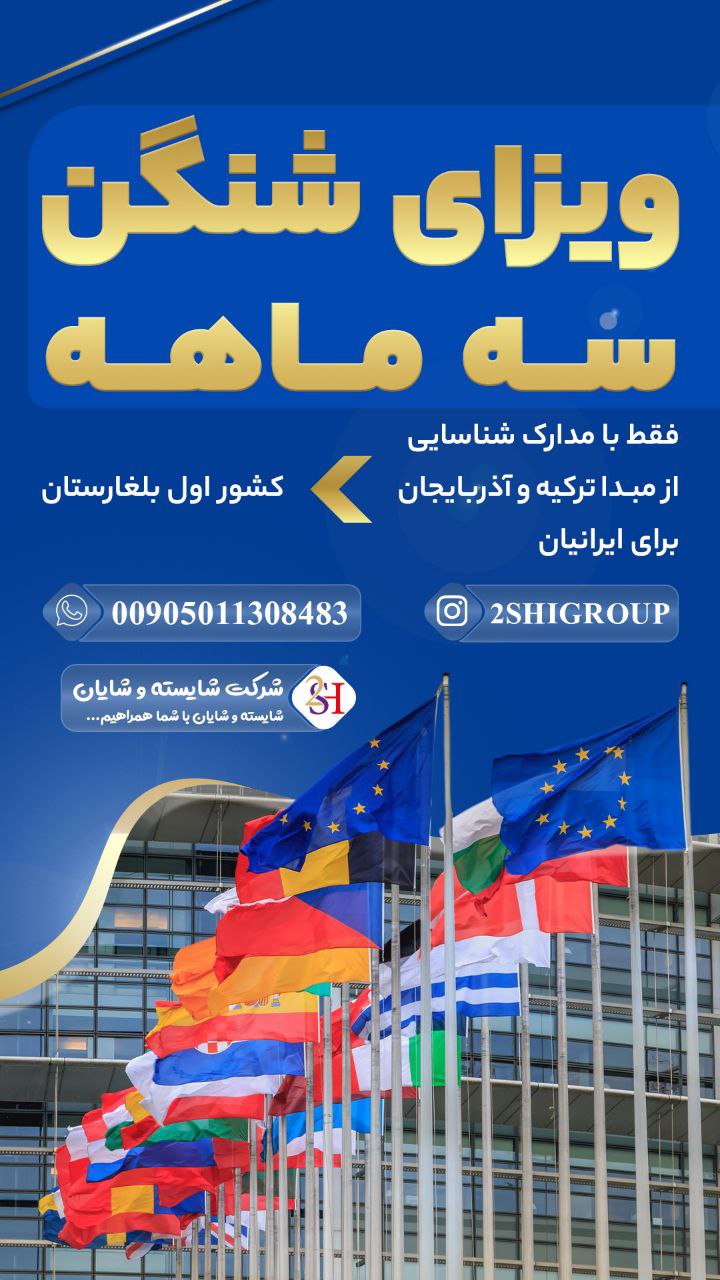 ویزای شنگن
سه ماهه
فقط با مدارک شناسایی
از مبدا ترکیه و آذربایجان
برای ایرانیان
کشور اول بلغارستان
2SHIGROUP
00905011308483
2SH
شرکت شایسته و شایان
شایسته و شایان با شما همراهیم...